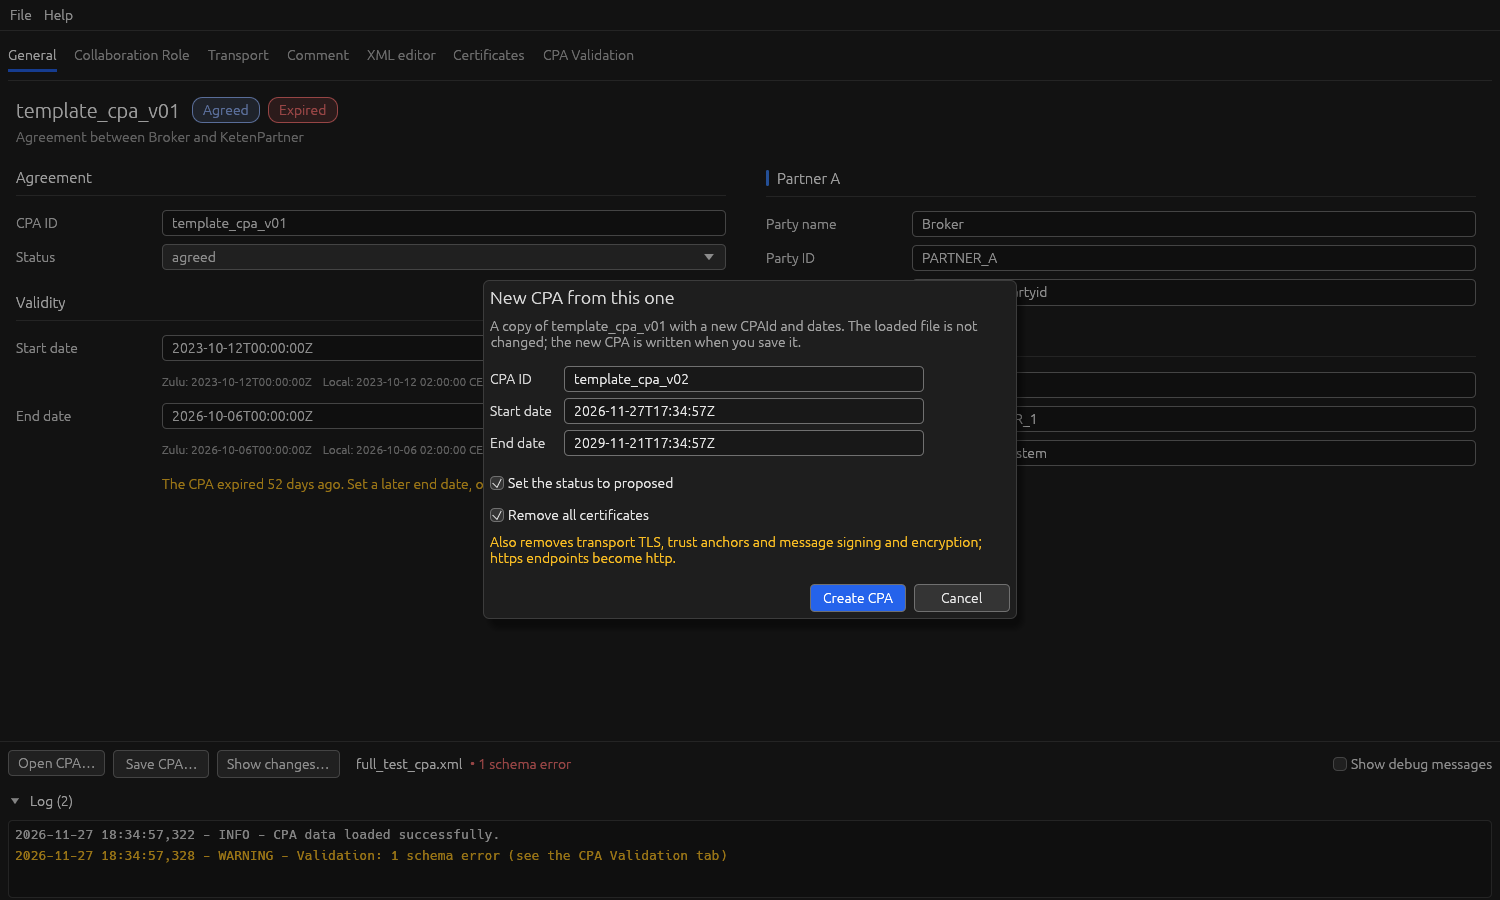 File Help
General Collaboration Role Transport Comment XML editor Certificates CPA Validation
template_cpa_v01 Agreed Expired
Agreement between Broker and KetenPartner
Agreement
CPA ID template_cpa_v01
Status agreed
Validity
Start date 2023-10-12T00:00:00Z
Zulu: 2023-10-12T00:00:00Z Local: 2023-10-12 02:00:00 CE
End date 2026-10-06T00:00:00Z
Zulu: 2026-10-06T00:00:00Z Local: 2026-10-06 02:00:00 CE
The CPA expired 52 days ago. Set a later end date, o
Partner A
Party name Broker
Party ID PARTNER_A
rtyid
R_1
stem
New CPA from this one
A copy of template_cpa_v01 with a new CPAId and dates. The loaded file is not
changed; the new CPA is written when you save it.
CPA ID template_cpa_v02
Start date 2026-11-27T17:34:57Z
End date 2029-11-21T17:34:57Z
Set the status to proposed
Remove all certificates
Also removes transport TLS, trust anchors and message signing and encryption;
https endpoints become http.
Create CPA Cancel
Open CPA... Save CPA... Show changes... full_test_cpa.xml • 1 schema error Show debug messages
Log (2)
2026-11-27 18:34:57,322 - INFO - CPA data loaded successfully.
2026-11-27 18:34:57,328 - WARNING - Validation: 1 schema error (see the CPA Validation tab)